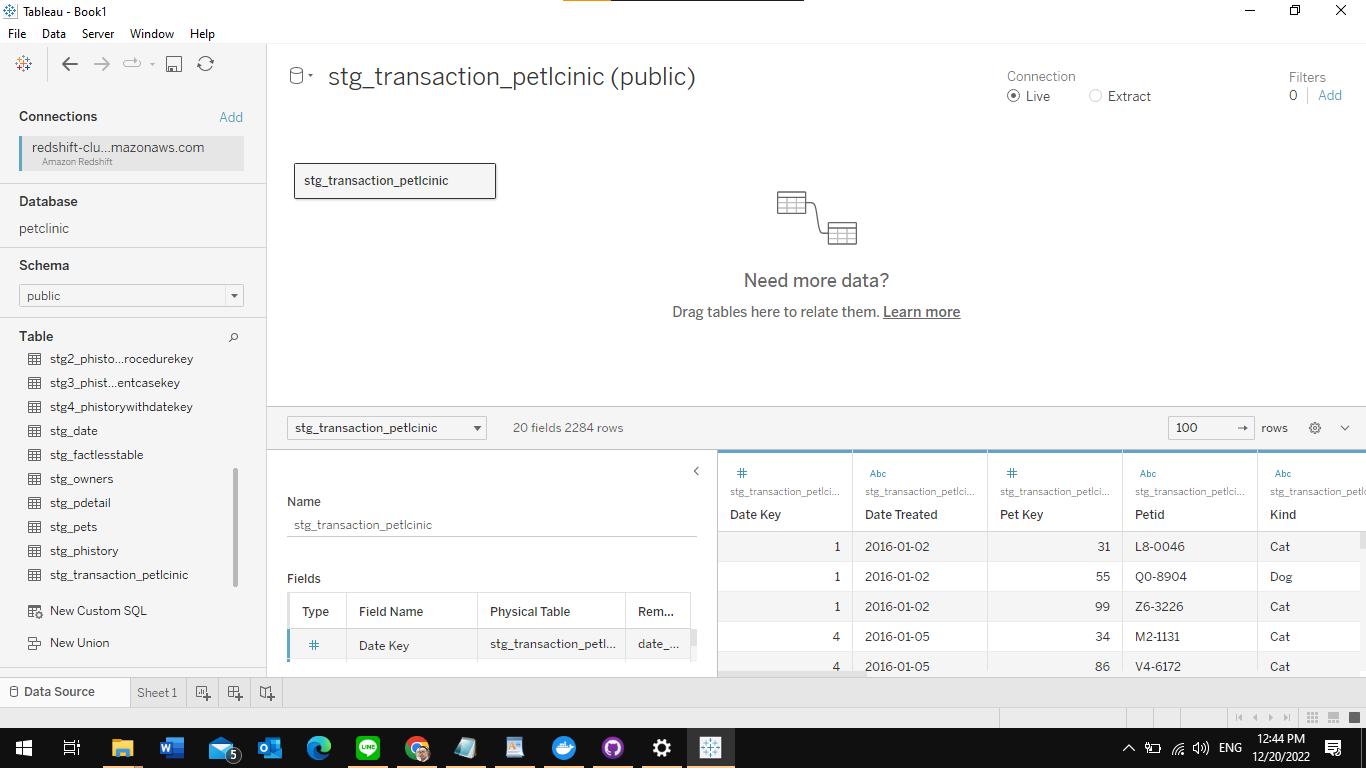 Tableau - Book1
File Data Server Window Help
Connections Add
redshift-clu...mazonaws.com
Amazon Redshift
Database
petclinic
Schema
public
Table
stg2_phisto...rocedurekey
stg3_phist...entcasekey
stg4_phistorywithdatekey
stg_date
stg_factlesstable
stg_owners
stg_pdetail
stg_pets
stg_phistory
stg_transaction_petlcinic
New Custom SQL
New Union
stg_transaction_petlcinic (public)
Connection
Live Extract
Filters
0 Add
stg_transaction_petlcinic
Need more data?
Drag tables here to relate them. Learn more
stg_transaction_petlcinic 20 fields 2284 rows 100 rows
Name
stg_transaction_petlcinic
Fields
Type Field Name Physical Table Rem...
# Date Key stg_transaction_petl... date_...
# Abc # Abc Abc
stg_transaction_petlci... stg_transaction_petlci... stg_transaction_petlci... stg_transaction_petlci... stg_transaction_petl
Date Key Date Treated Pet Key Petid Kind
1 2016-01-02 31 L8-0046 Cat
1 2016-01-02 55 Q0-8904 Dog
1 2016-01-02 99 Z6-3226 Cat
4 2016-01-05 34 M2-1131 Cat
4 2016-01-05 86 V4-6172 Cat
Data Source Sheet 1
5
LINE
ENG
12:44 PM
12/20/2022